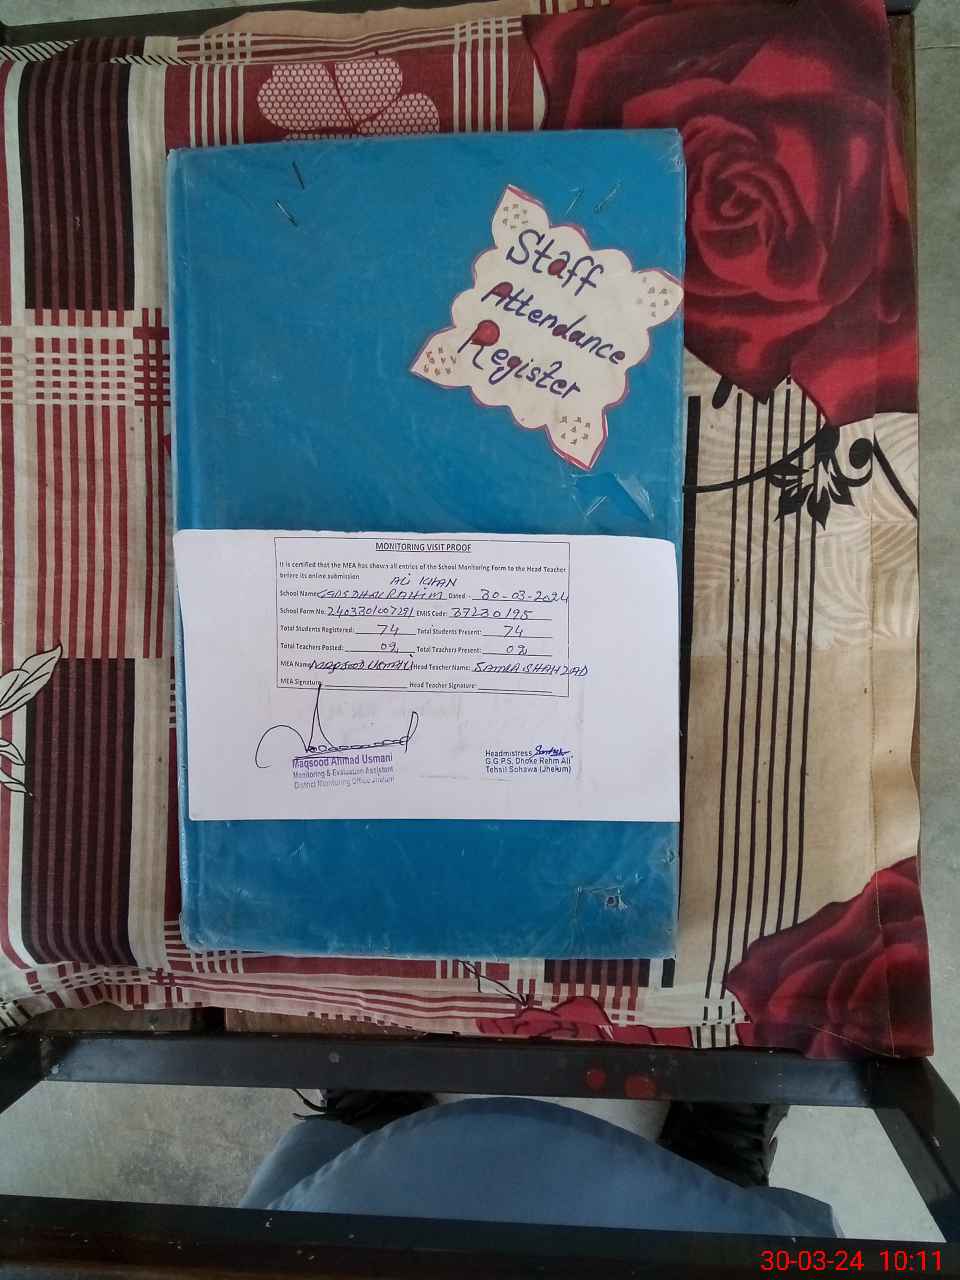 Staff
Attendance
Register
MONITORING VISIT PROOF
It is certified that the MEA has shown all entries of the School Monitoring Form to the Head Teacher
before its online submission
ALi KHAN
School Name: RAHIM Dated:- 30-03-2024
School Form No: EMIS Code: 37230195
Total Students Registered: 74 Total Students Present: 74
Total Teachers Posted: 02 Total Teachers Present: 02
MEA Name: Maqsood Usmani Head Teacher Name: SAMRA SHAHZAD
MEA Signature: Head Teacher Signature:
Maqsood Ahmad Usmani
Monitoring & Evaluation Assistant
District Monitoring Office Jhelum
Headmistress
G.G.P.S. Dhoke Rehm Ali
Tehsil Sohawa (Jhelum)
30-03-24 10:11